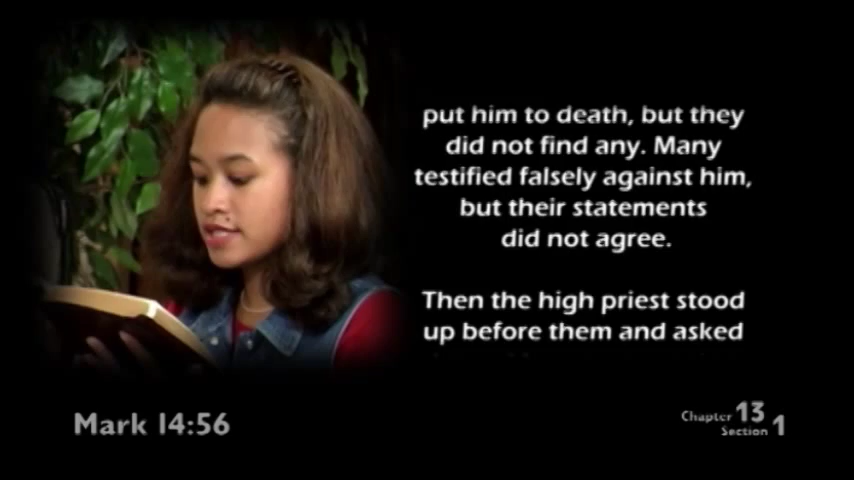 put him to death, but they
did not find any. Many
testified falsely against him,
but their statements
did not agree.
Then the high priest stood
up before them and asked
Mark 14:56
Chapter 13
Section 1